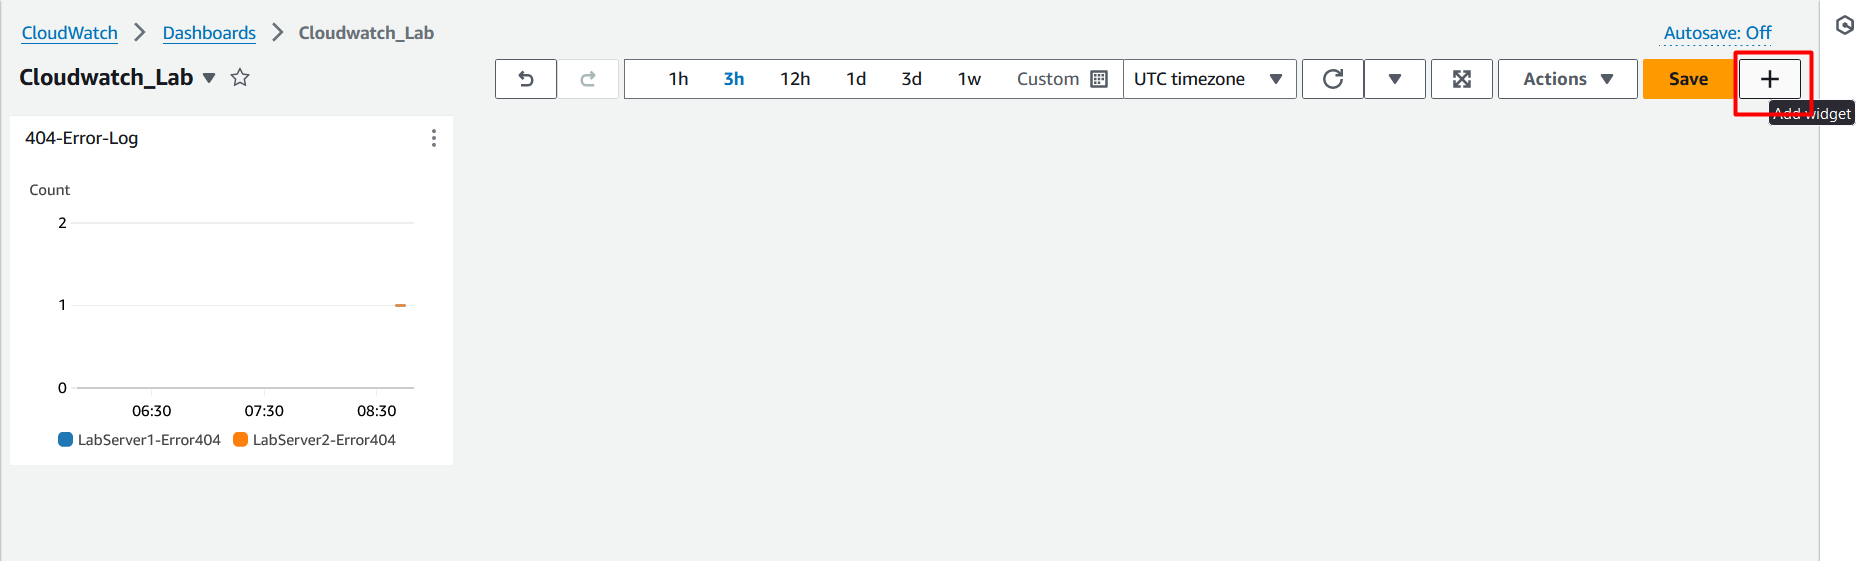 CloudWatch Dashboards Cloudwatch_Lab
Autosave: Off
Cloudwatch_Lab
1h 3h 12h 1d 3d 1w Custom UTC timezone Actions Save
Add widget
404-Error-Log
Count
2
1
0
06:30 07:30 08:30
LabServer1-Error404 LabServer2-Error404